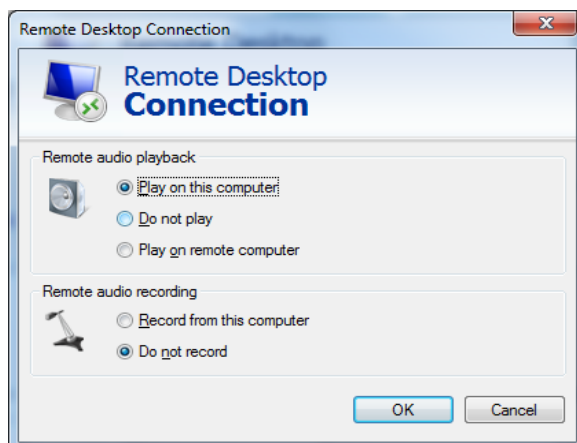 Remote Desktop Connection
Remote Desktop
Connection
Remote audio playback
Play on this computer
Do not play
Play on remote computer
Remote audio recording
Record from this computer
Do not record
OK
Cancel